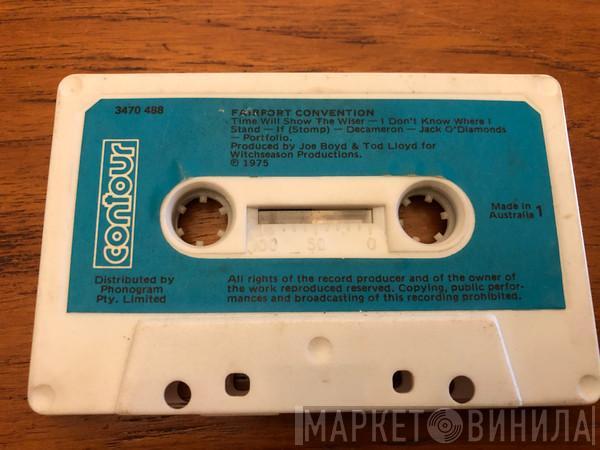 3470 488
FAIRPORT CONVENTION
Time Will Show The Wiser — I Don't Know Where I
Stand — If (Stomp) — Decameron — Jack O'Diamonds
— Portfolio.
Produced by Joe Boyd & Tod Lloyd for
Witchseason Productions.
℗ 1975
contour
Made in
Australia 1
100 50 0
Distributed by
Phonogram
Pty. Limited
All rights of the record producer and of the owner of
the work reproduced reserved. Copying, public perfor-
mances and broadcasting of this recording prohibited.
МАРКЕТ ВИНИЛА